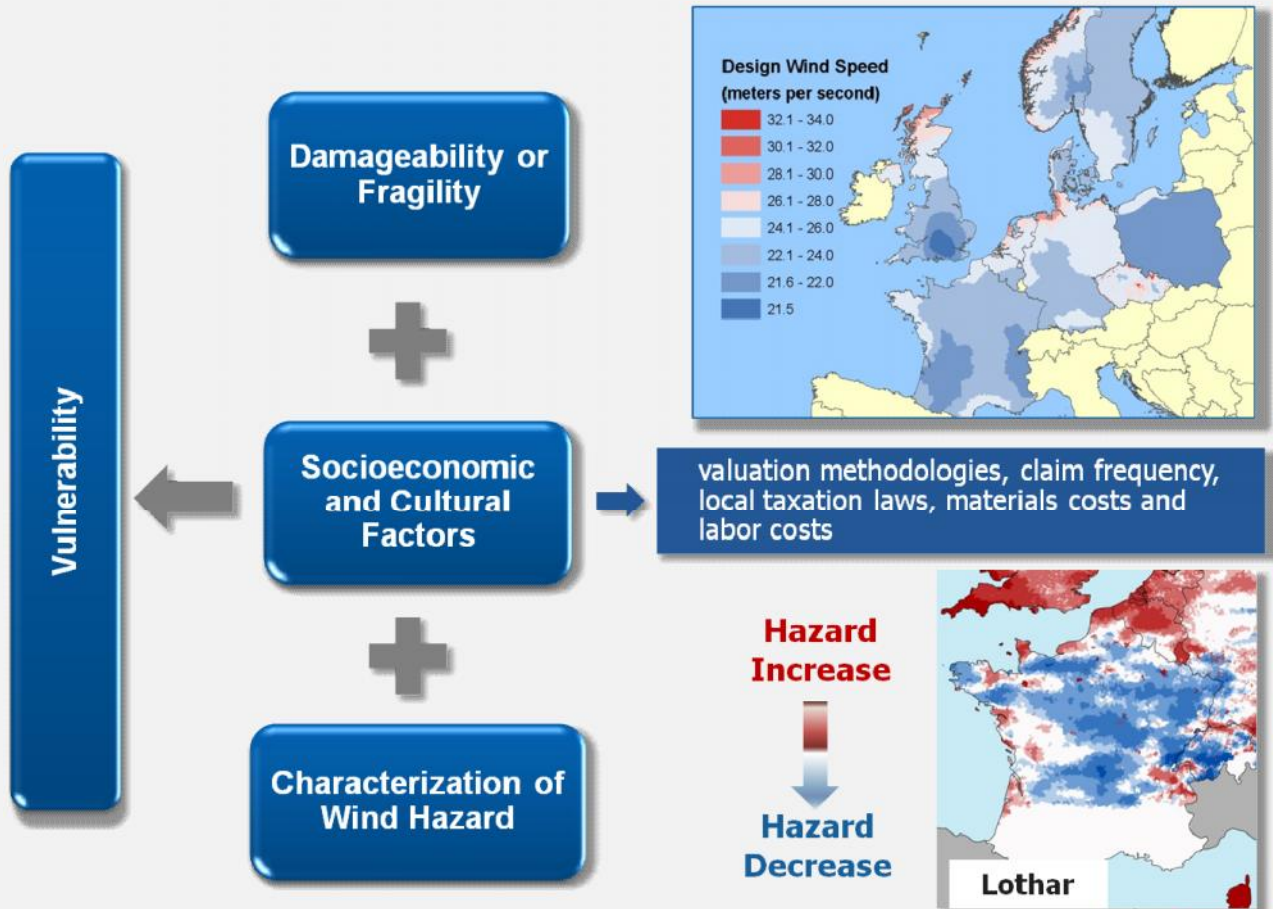 Vulnerability
Damageability or
Fragility
Socioeconomic
and Cultural
Factors
Characterization of
Wind Hazard
Design Wind Speed
(meters per second)
32.1 - 34.0
30.1 - 32.0
28.1 - 30.0
26.1 - 28.0
24.1 - 26.0
22.1 - 24.0
21.6 - 22.0
21.5
valuation methodologies, claim frequency,
local taxation laws, materials costs and
labor costs
Hazard
Increase
Hazard
Decrease
Lothar